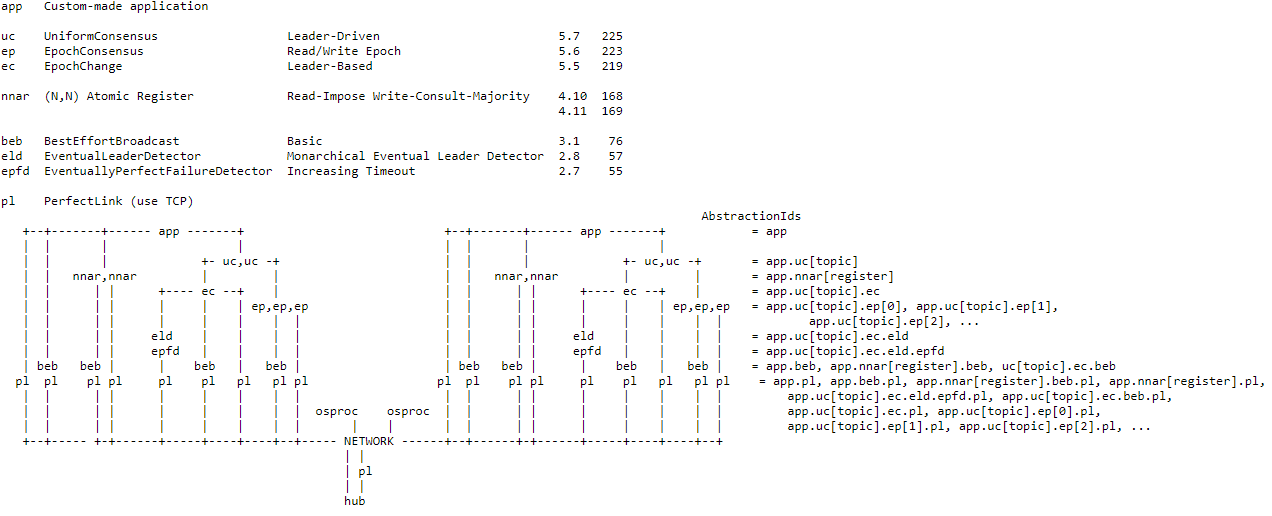 app   Custom-made application
uc    UniformConsensus                  Leader-Driven                         5.7   225
ep    EpochConsensus                    Read/Write Epoch                      5.6   223
ec    EpochChange                       Leader-Based                          5.5   219
nnar  (N,N) Atomic Register             Read-Impose Write-Consult-Majority    4.10  168
4.11  169
beb   BestEffortBroadcast               Basic                                 3.1    76
eld   EventualLeaderDetector            Monarchical Eventual Leader Detector  2.8    57
epfd  EventuallyPerfectFailureDetector  Increasing Timeout                    2.7    55
pl    PerfectLink (use TCP)
AbstractionIds
+--+-------+------ app -------+                            +--+-------+------ app -------+            = app
|  |       |                  |                            |  |       |                  |
|  |       |             +- uc,uc -+                       |  |       |             +- uc,uc -+       = app.uc[topic]
|  |    nnar,nnar        |         |                       |  |    nnar,nnar        |         |       = app.nnar[register]
|  |      | |      +---- ec --+    |                       |  |      | |      +---- ec --+    |       = app.uc[topic].ec
|  |      | |      |     |    | ep,ep,ep                   |  |      | |      |     |    | ep,ep,ep   = app.uc[topic].ep[0], app.uc[topic].ep[1],
|  |      | |      |     |    |    |  |                    |  |      | |      |     |    |    |  |            app.uc[topic].ep[2], ...
|  |      | |     eld    |    |    |  |                    |  |      | |     eld    |    |    |  |    = app.uc[topic].ec.eld
|  |      | |     epfd   |    |    |  |                    |  |      | |     epfd   |    |    |  |    = app.uc[topic].ec.eld.epfd
| beb    beb |     |    beb   |   beb |                    | beb    beb |     |    beb   |   beb |    = app.beb, app.nnar[register].beb, uc[topic].ec.beb
pl  pl    pl pl     pl    pl   pl   pl pl                  pl  pl    pl pl     pl    pl   pl   pl pl    = app.pl, app.beb.pl, app.nnar[register].beb.pl, app.nnar[register].pl,
|  |      | |      |     |    |    |  |                    |  |      | |      |     |    |    |  |         app.uc[topic].ec.eld.epfd.pl, app.uc[topic].ec.beb.pl,
|  |      | |      |     |    |    |  |  osproc    osproc  |  |      | |      |     |    |    |  |         app.uc[topic].ec.pl, app.uc[topic].ep[0].pl,
|  |      | |      |     |    |    |  |       |    |       |  |      | |      |     |    |    |  |         app.uc[topic].ep[1].pl, app.uc[topic].ep[2].pl, ...
+--+----- +-+------+-----+----+----+--+----- NETWORK ------+--+------+-+------+-----+----+----+--+
| |
| pl
| |
hub